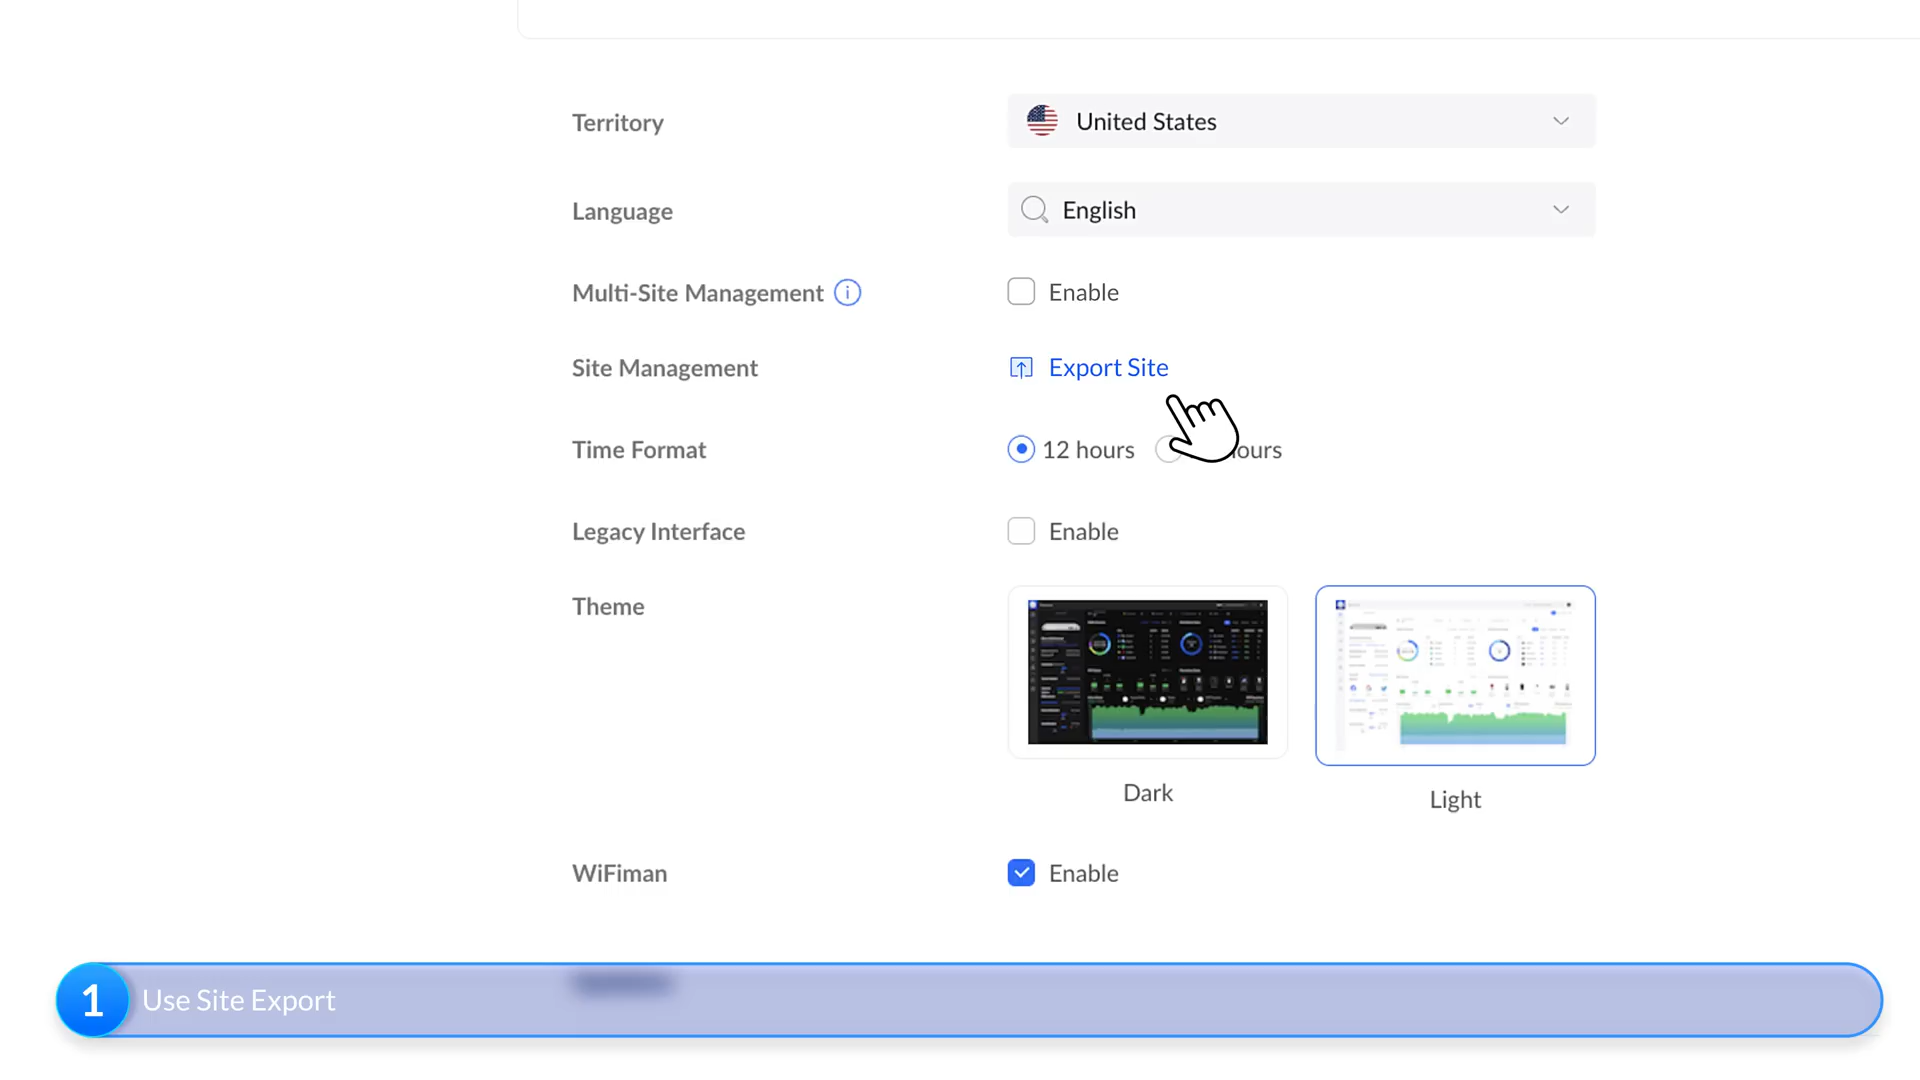 Territory
United States
Language
English
Multi-Site Management
Enable
Site Management
Export Site
Time Format
12 hours
Legacy Interface
Enable
Theme
Dark
Light
WiFiman
Enable
1
Use Site Export